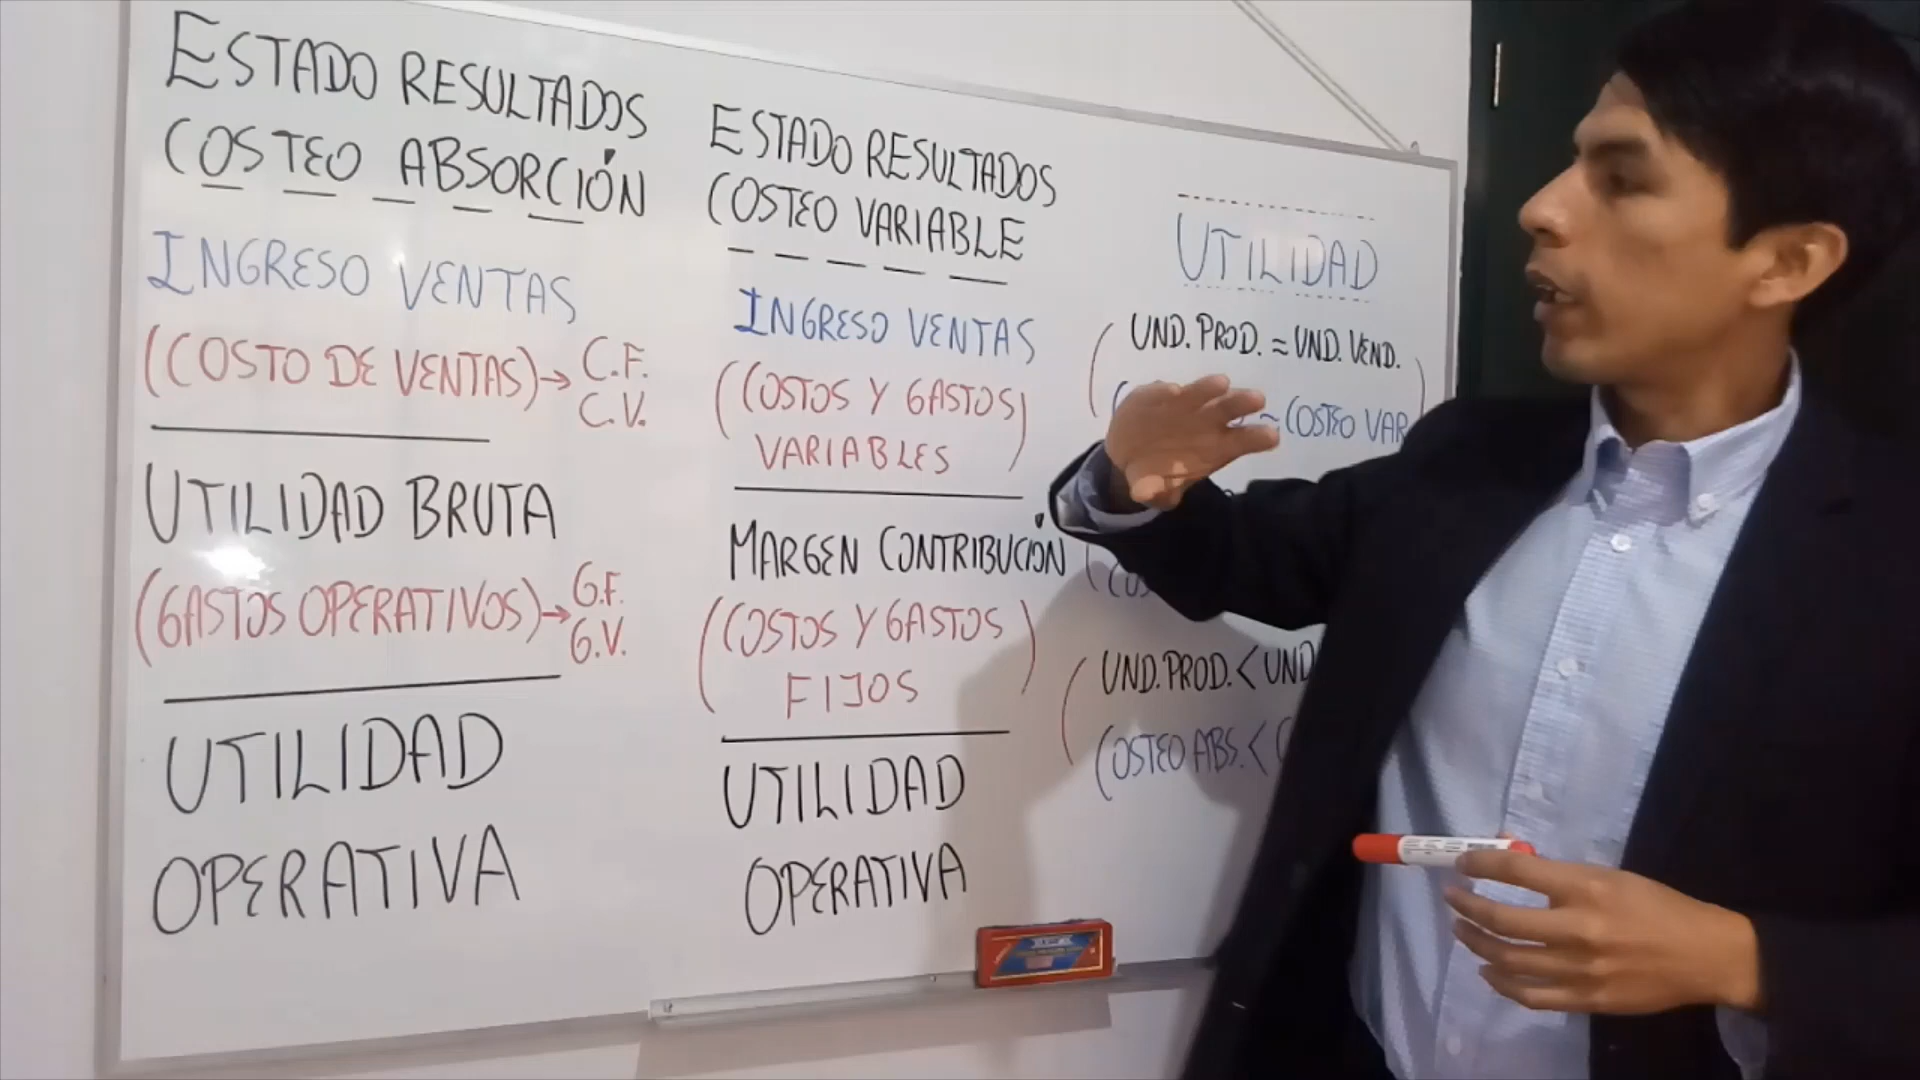 ESTADO RESULTADOS
COSTEO ABSORCIÓN
INGRESO VENTAS
(COSTO DE VENTAS)→ C.F.
C.V.
UTILIDAD BRUTA
(GASTOS OPERATIVOS)→ G.F.
G.V.
UTILIDAD
OPERATIVA
ESTADO RESULTADOS
COSTEO VARIABLE
INGRESO VENTAS
(COSTOS Y GASTOS
VARIABLES)
MARGEN CONTRIBUCIÓN
(COSTOS Y GASTOS
FIJOS)
UTILIDAD
OPERATIVA
UTILIDAD
UND. PROD. ≈ UND. VEND.
≈ COSTEO VAR
UND. PROD. < UND
COSTEO ABS. <